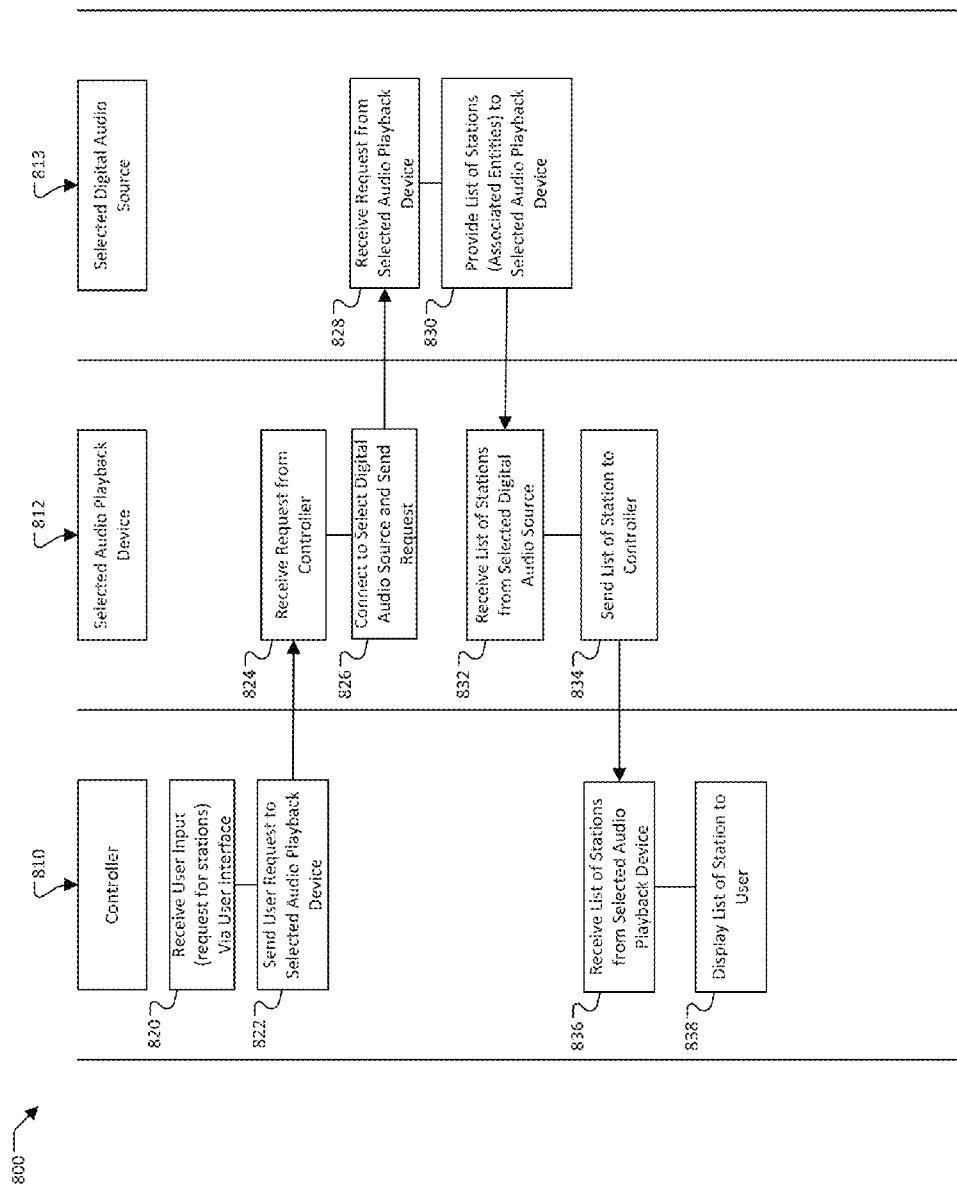 800
810
Controller
820
Receive User Input
(request for stations)
Via User Interface
822
Send User Request to
Selected Audio Playback
Device
836
Receive List of Stations
from Selected Audio
Playback Device
838
Display List of Station to
User
812
Selected Audio Playback
Device
824
Receive Request from
Controller
826
Connect to Select Digital
Audio Source and Send
Request
832
Receive List of Stations
from Selected Digital
Audio Source
834
Send List of Station to
Controller
813
Selected Digital Audio
Source
828
Receive Request from
Selected Audio Playback
Device
830
Provide List of Stations
(Associated Entities) to
Selected Audio Playback
Device